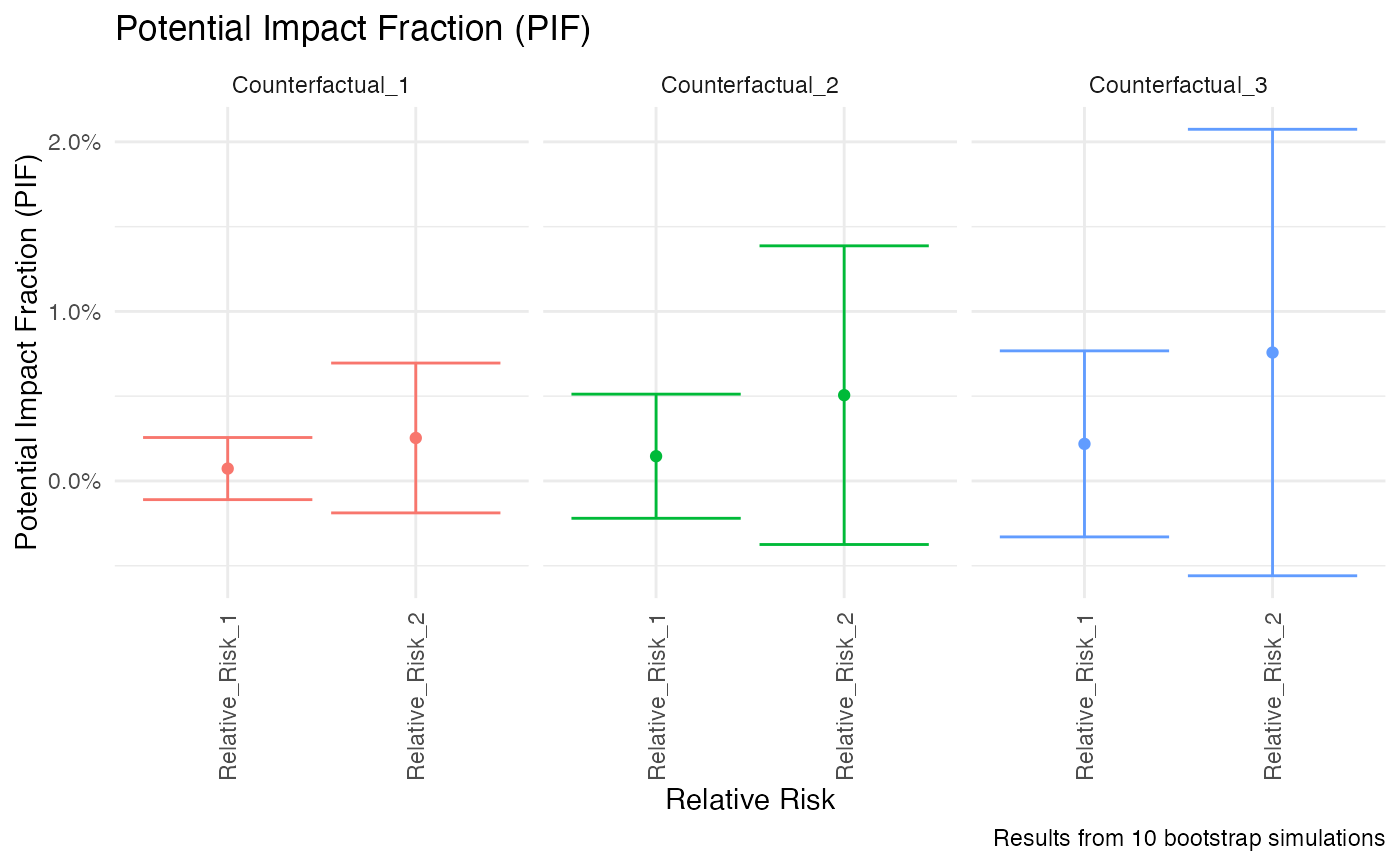 Potential Impact Fraction (PIF)
Counterfactual_1
Counterfactual_2
Counterfactual_3
Potential Impact Fraction (PIF)
2.0%
1.0%
0.0%
Relative_Risk_1
Relative_Risk_2
Relative_Risk_1
Relative_Risk_2
Relative_Risk_1
Relative_Risk_2
Relative Risk
Results from 10 bootstrap simulations